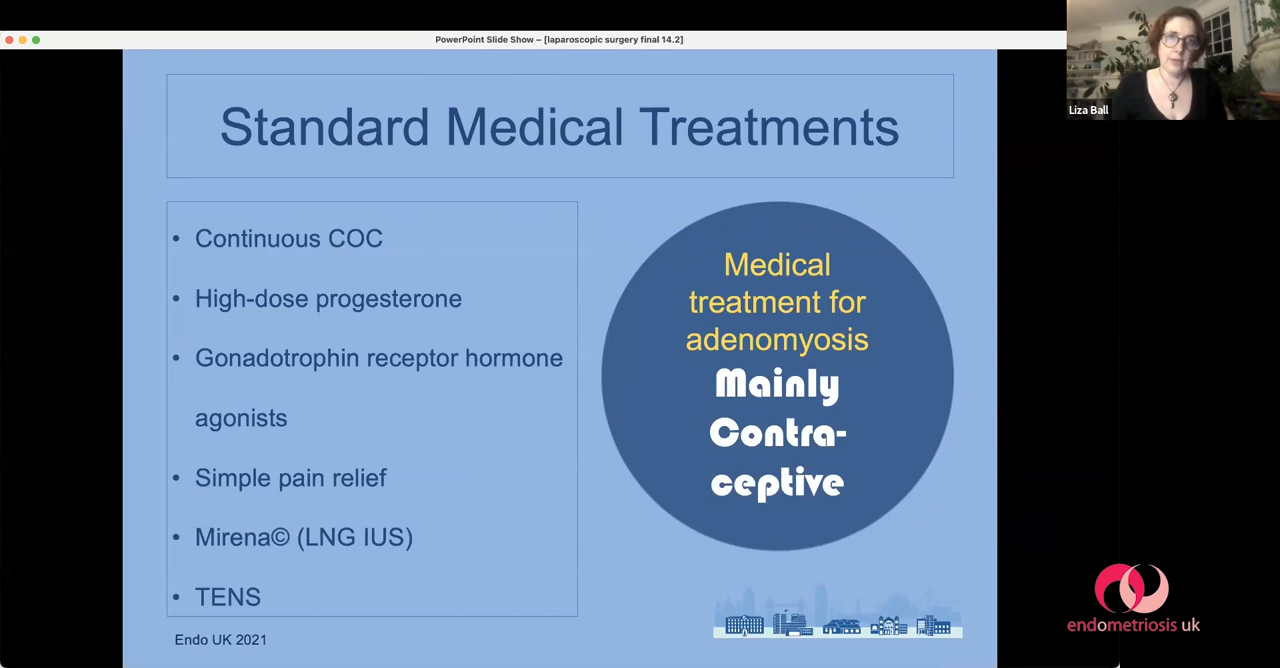 PowerPoint Slide Show – [laparoscopic surgery final 14.2]
Liza Ball
Standard Medical Treatments
• Continuous COC
• High-dose progesterone
• Gonadotrophin receptor hormone
agonists
• Simple pain relief
• Mirena© (LNG IUS)
• TENS
Medical
treatment for
adenomyosis
Mainly
Contra-
ceptive
Endo UK 2021
endometriosis uk